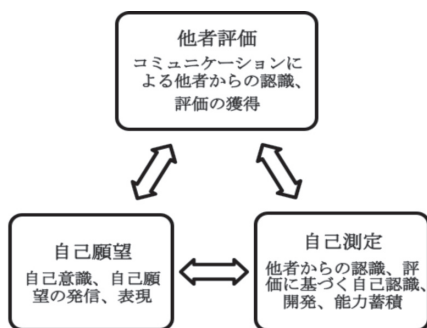 他者評価
コミュニケーションに
よる他者からの認識、
評価の獲得
自己願望
自己意識、自己願
望の発信、表現
自己測定
他者からの認識、評
価に基づく自己認識、
開発、能力蓄積